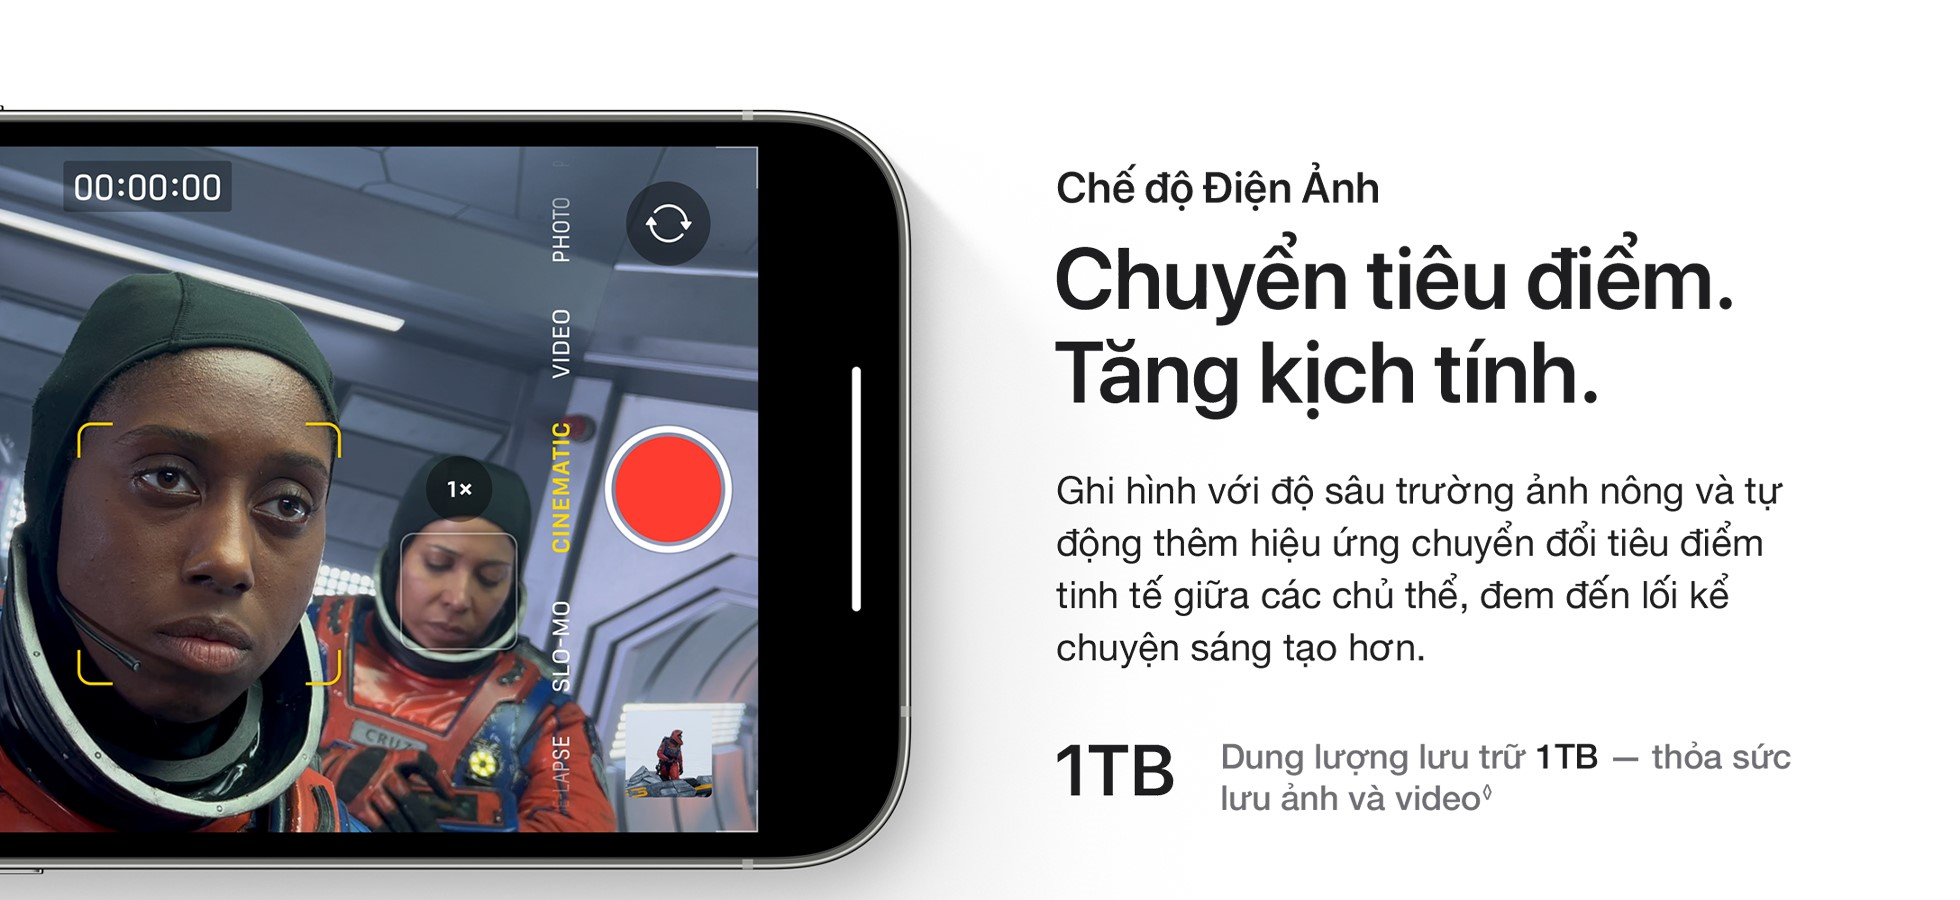 00:00:00
PHOTO
VIDEO
CINEMATIC
SLO-MO
LAPSE
1×
CRUZ
Chế độ Điện Ảnh
Chuyển tiêu điểm.
Tăng kịch tính.
Ghi hình với độ sâu trường ảnh nông và tự
động thêm hiệu ứng chuyển đổi tiêu điểm
tinh tế giữa các chủ thể, đem đến lối kể
chuyện sáng tạo hơn.
1TB
Dung lượng lưu trữ 1TB — thỏa sức
lưu ảnh và video◊